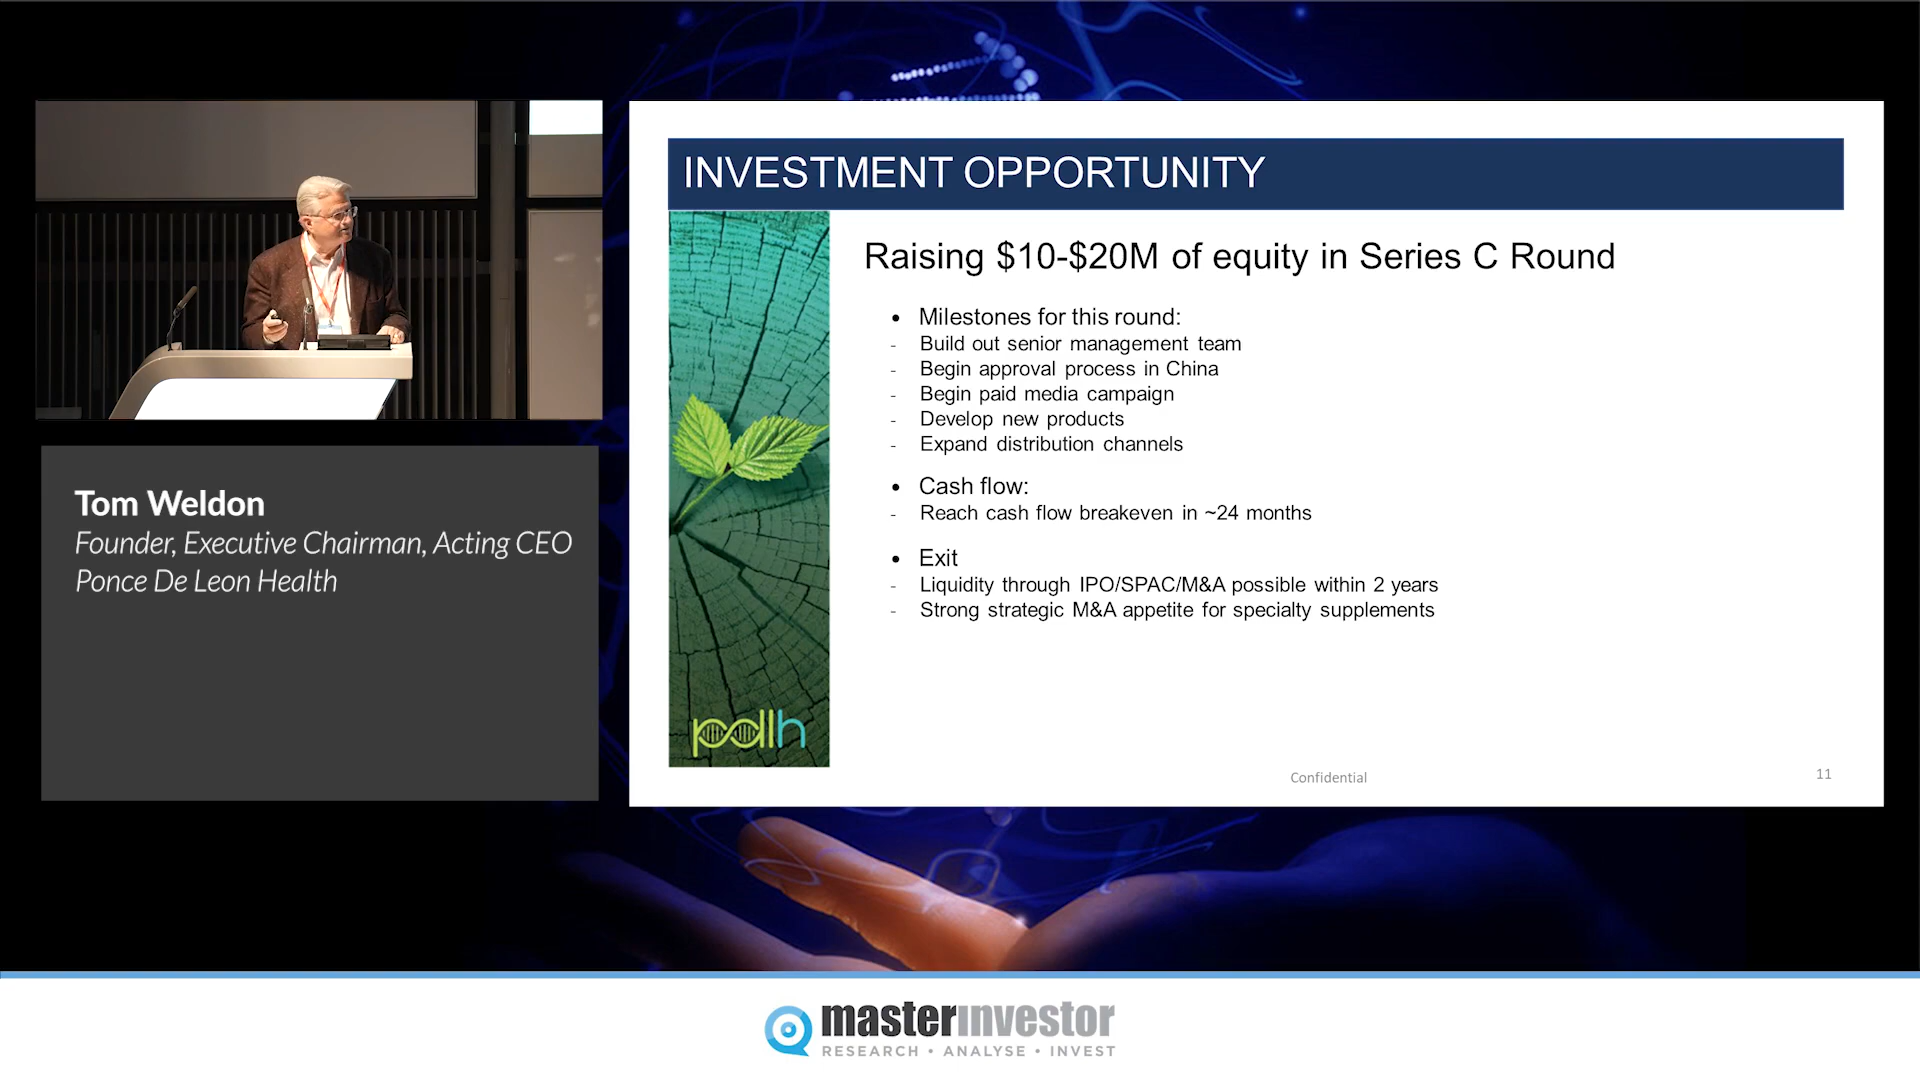 INVESTMENT OPPORTUNITY
Raising $10-$20M of equity in Series C Round
• Milestones for this round:
- Build out senior management team
- Begin approval process in China
- Begin paid media campaign
- Develop new products
- Expand distribution channels
• Cash flow:
- Reach cash flow breakeven in ~24 months
• Exit
- Liquidity through IPO/SPAC/M&A possible within 2 years
- Strong strategic M&A appetite for specialty supplements
pdlh
Confidential
11
Tom Weldon
Founder, Executive Chairman, Acting CEO
Ponce De Leon Health
masterinvestor
RESEARCH • ANALYSE • INVEST